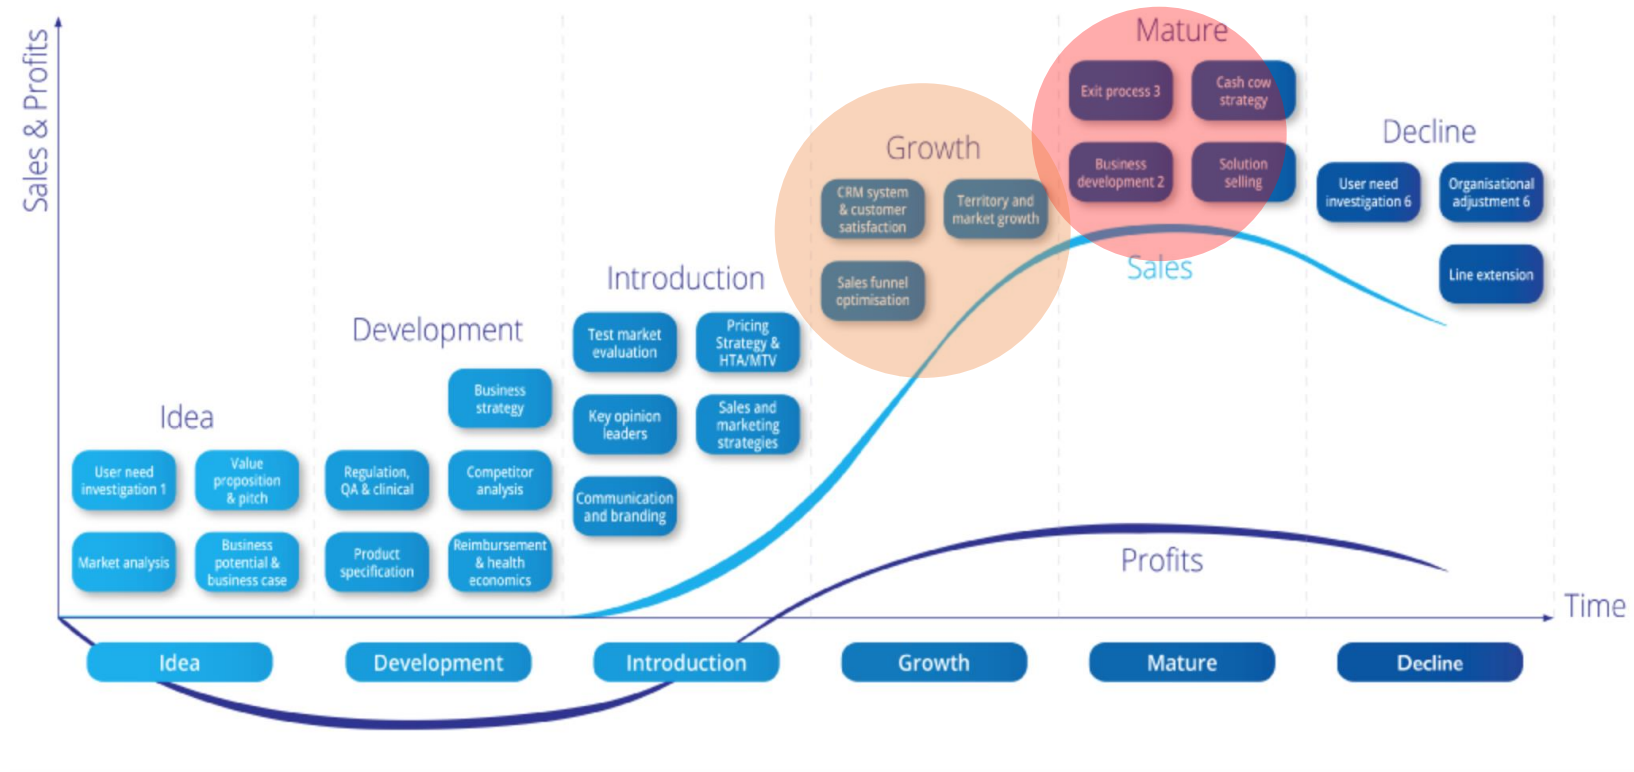 Sales & Profits
Idea
User need
investigation 1
Value
proposition
& pitch
Market analysis
Business
potential &
business case
Development
Business
strategy
Regulation,
QA & clinical
Competitor
analysis
Product
specification
Reimbursement
& health
economics
Introduction
Test market
evaluation
Pricing
Strategy &
HTA/MTV
Key opinion
leaders
Sales and
marketing
strategies
Communication
and branding
Growth
CRM system
& customer
satisfaction
Territory and
market growth
Sales funnel
optimisation
Mature
Exit process 3
Cash cow
strategy
Business
development 2
Solution
selling
Sales
Decline
User need
investigation 6
Organisational
adjustment 6
Line extension
Profits
Time
Idea
Development
Introduction
Growth
Mature
Decline